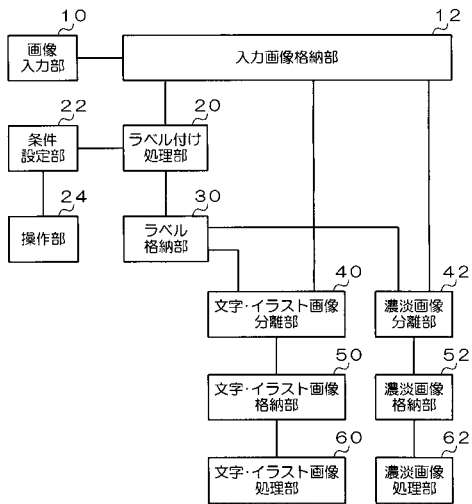 10
画像
入力部
12
入力画像格納部
22
条件
設定部
20
ラベル付け
処理部
24
操作部
30
ラベル
格納部
40
文字・イラスト画像
分離部
42
濃淡画像
分離部
50
文字・イラスト画像
格納部
52
濃淡画像
格納部
60
文字・イラスト画像
処理部
62
濃淡画像
処理部